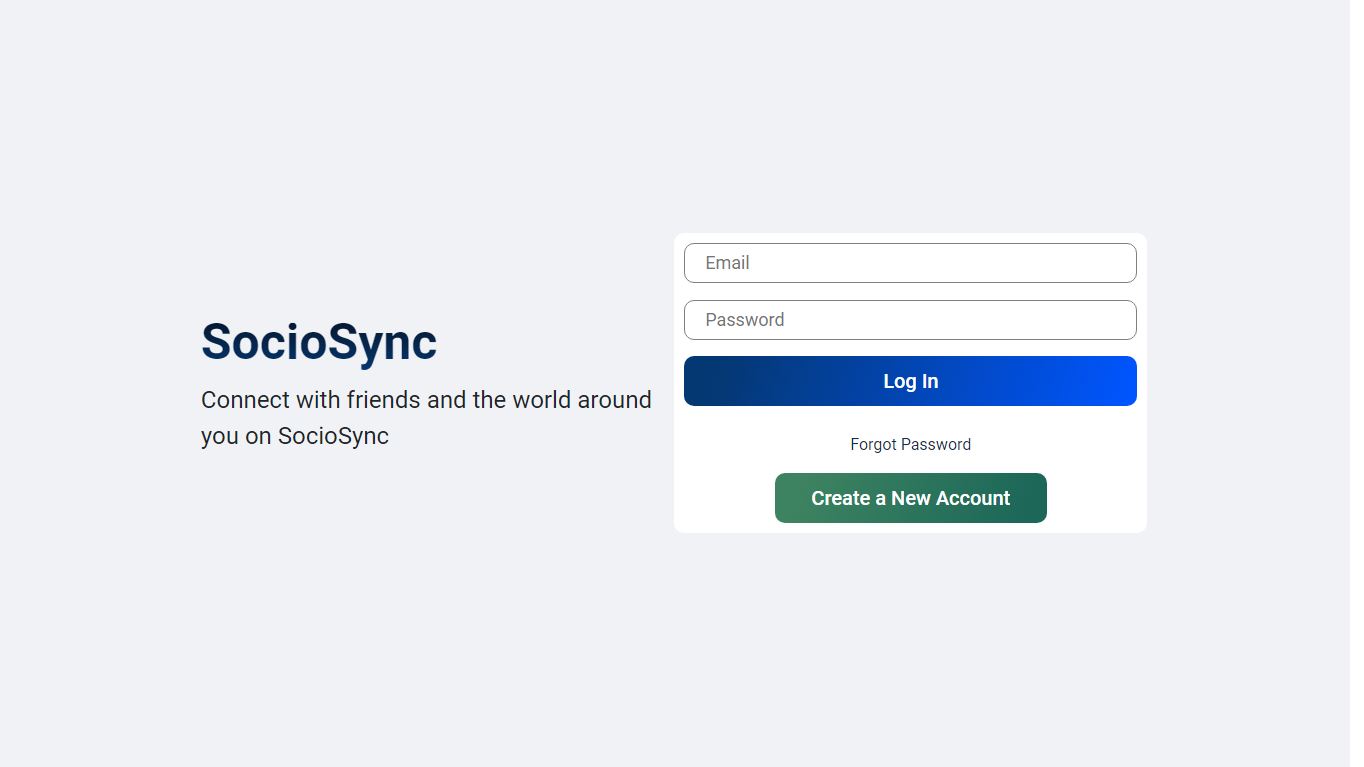 SocioSync
Connect with friends and the world around
you on SocioSync
Email
Password
Log In
Forgot Password
Create a New Account